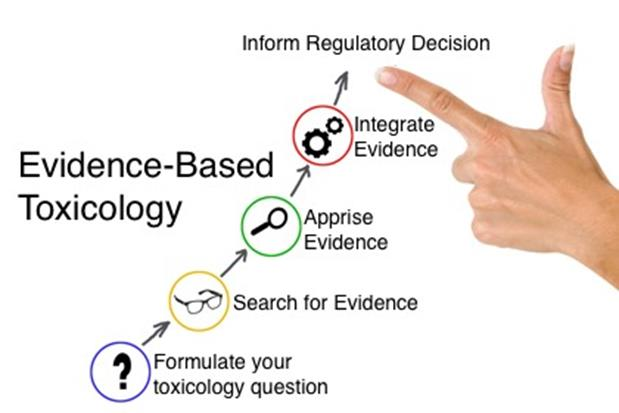 Inform Regulatory Decision
Integrate
Evidence
Evidence-Based
Toxicology
Apprise
Evidence
Search for Evidence
?
Formulate your
toxicology question